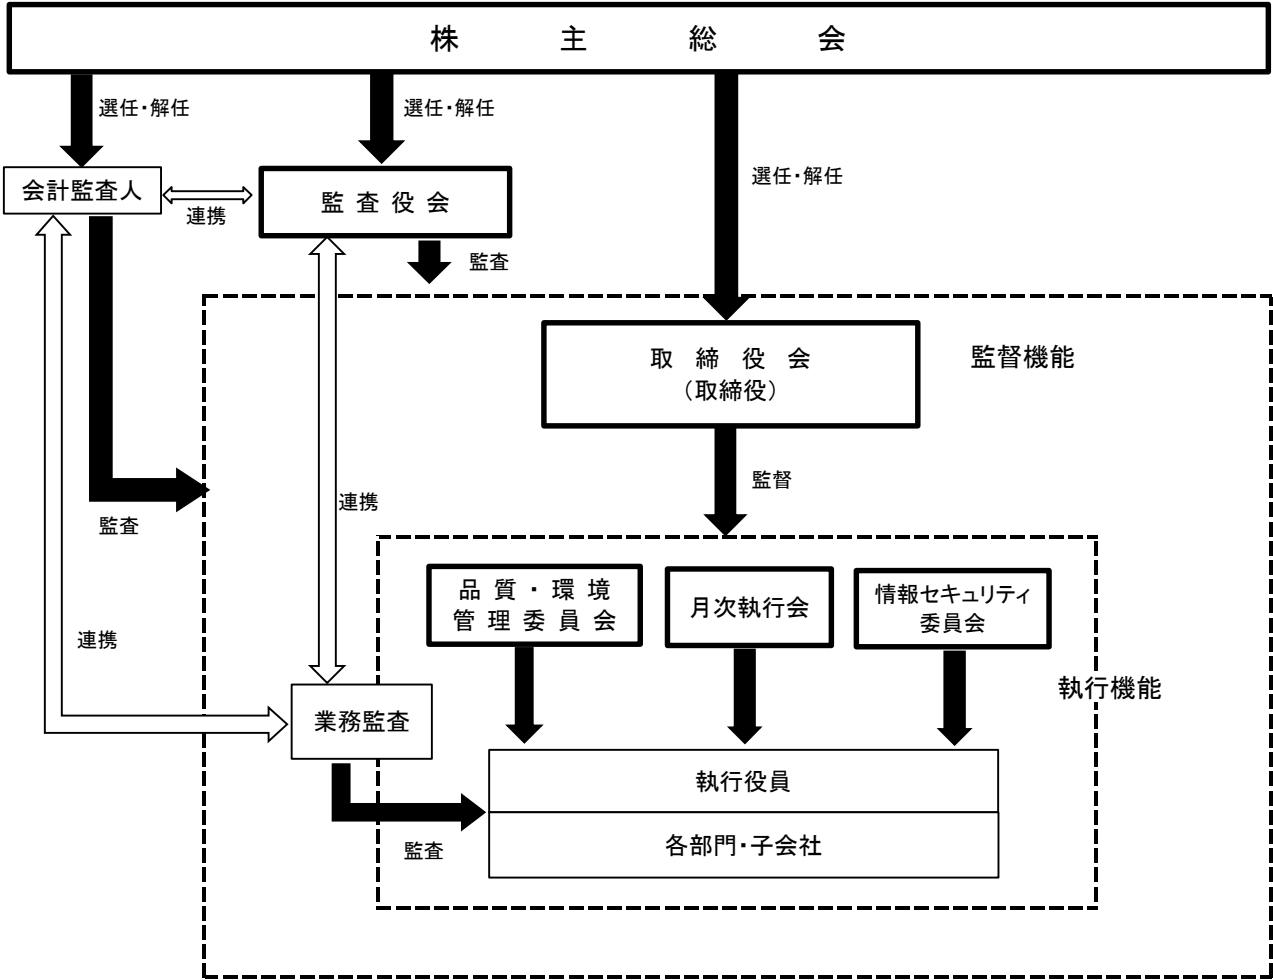 株主総会
選任・解任
選任・解任
選任・解任
会計監査人
連携
監査役会
監査
取締役会
（取締役）
監督機能
監督
監査
連携
品質・環境
管理委員会
月次執行会
情報セキュリティ
委員会
連携
執行機能
業務監査
執行役員
各部門・子会社
監査